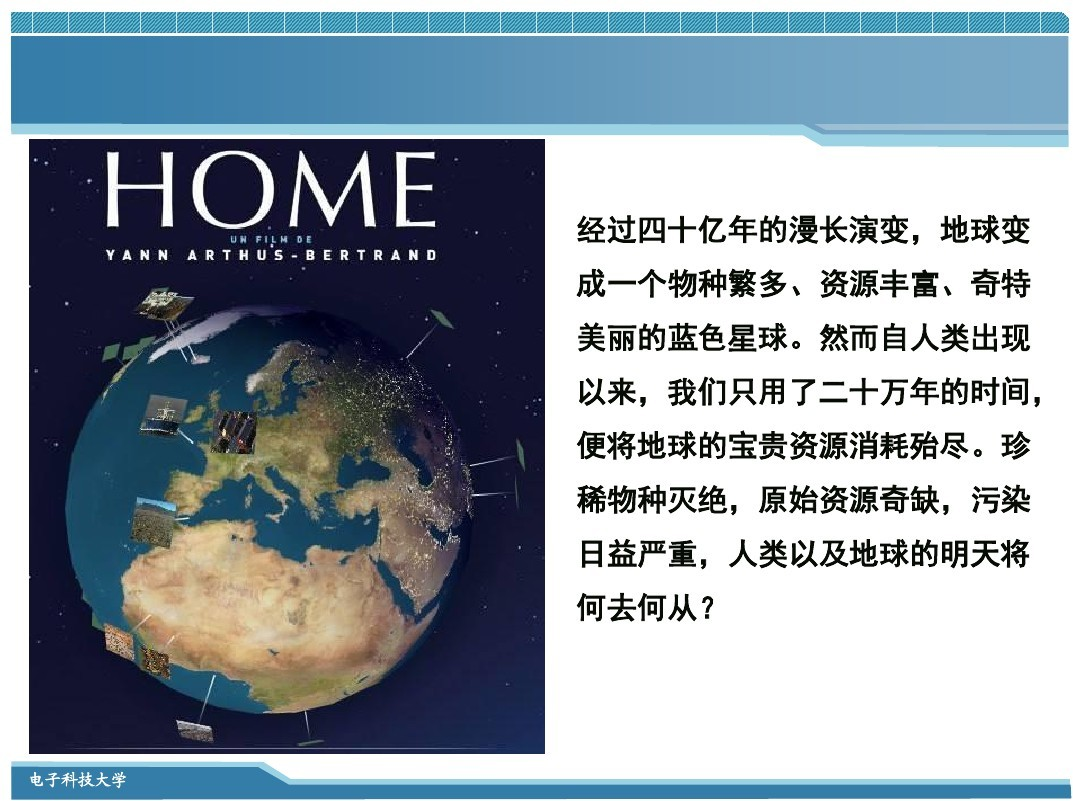 HOME
UN FILM DE
YANN ARTHUS-BERTRAND
经过四十亿年的漫长演变，地球变
成一个物种繁多、资源丰富、奇特
美丽的蓝色星球。然而自人类出现
以来，我们只用了二十万年的时间，
便将地球的宝贵资源消耗殆尽。珍
稀物种灭绝，原始资源奇缺，污染
日益严重，人类以及地球的明天将
何去何从？
电子科技大学